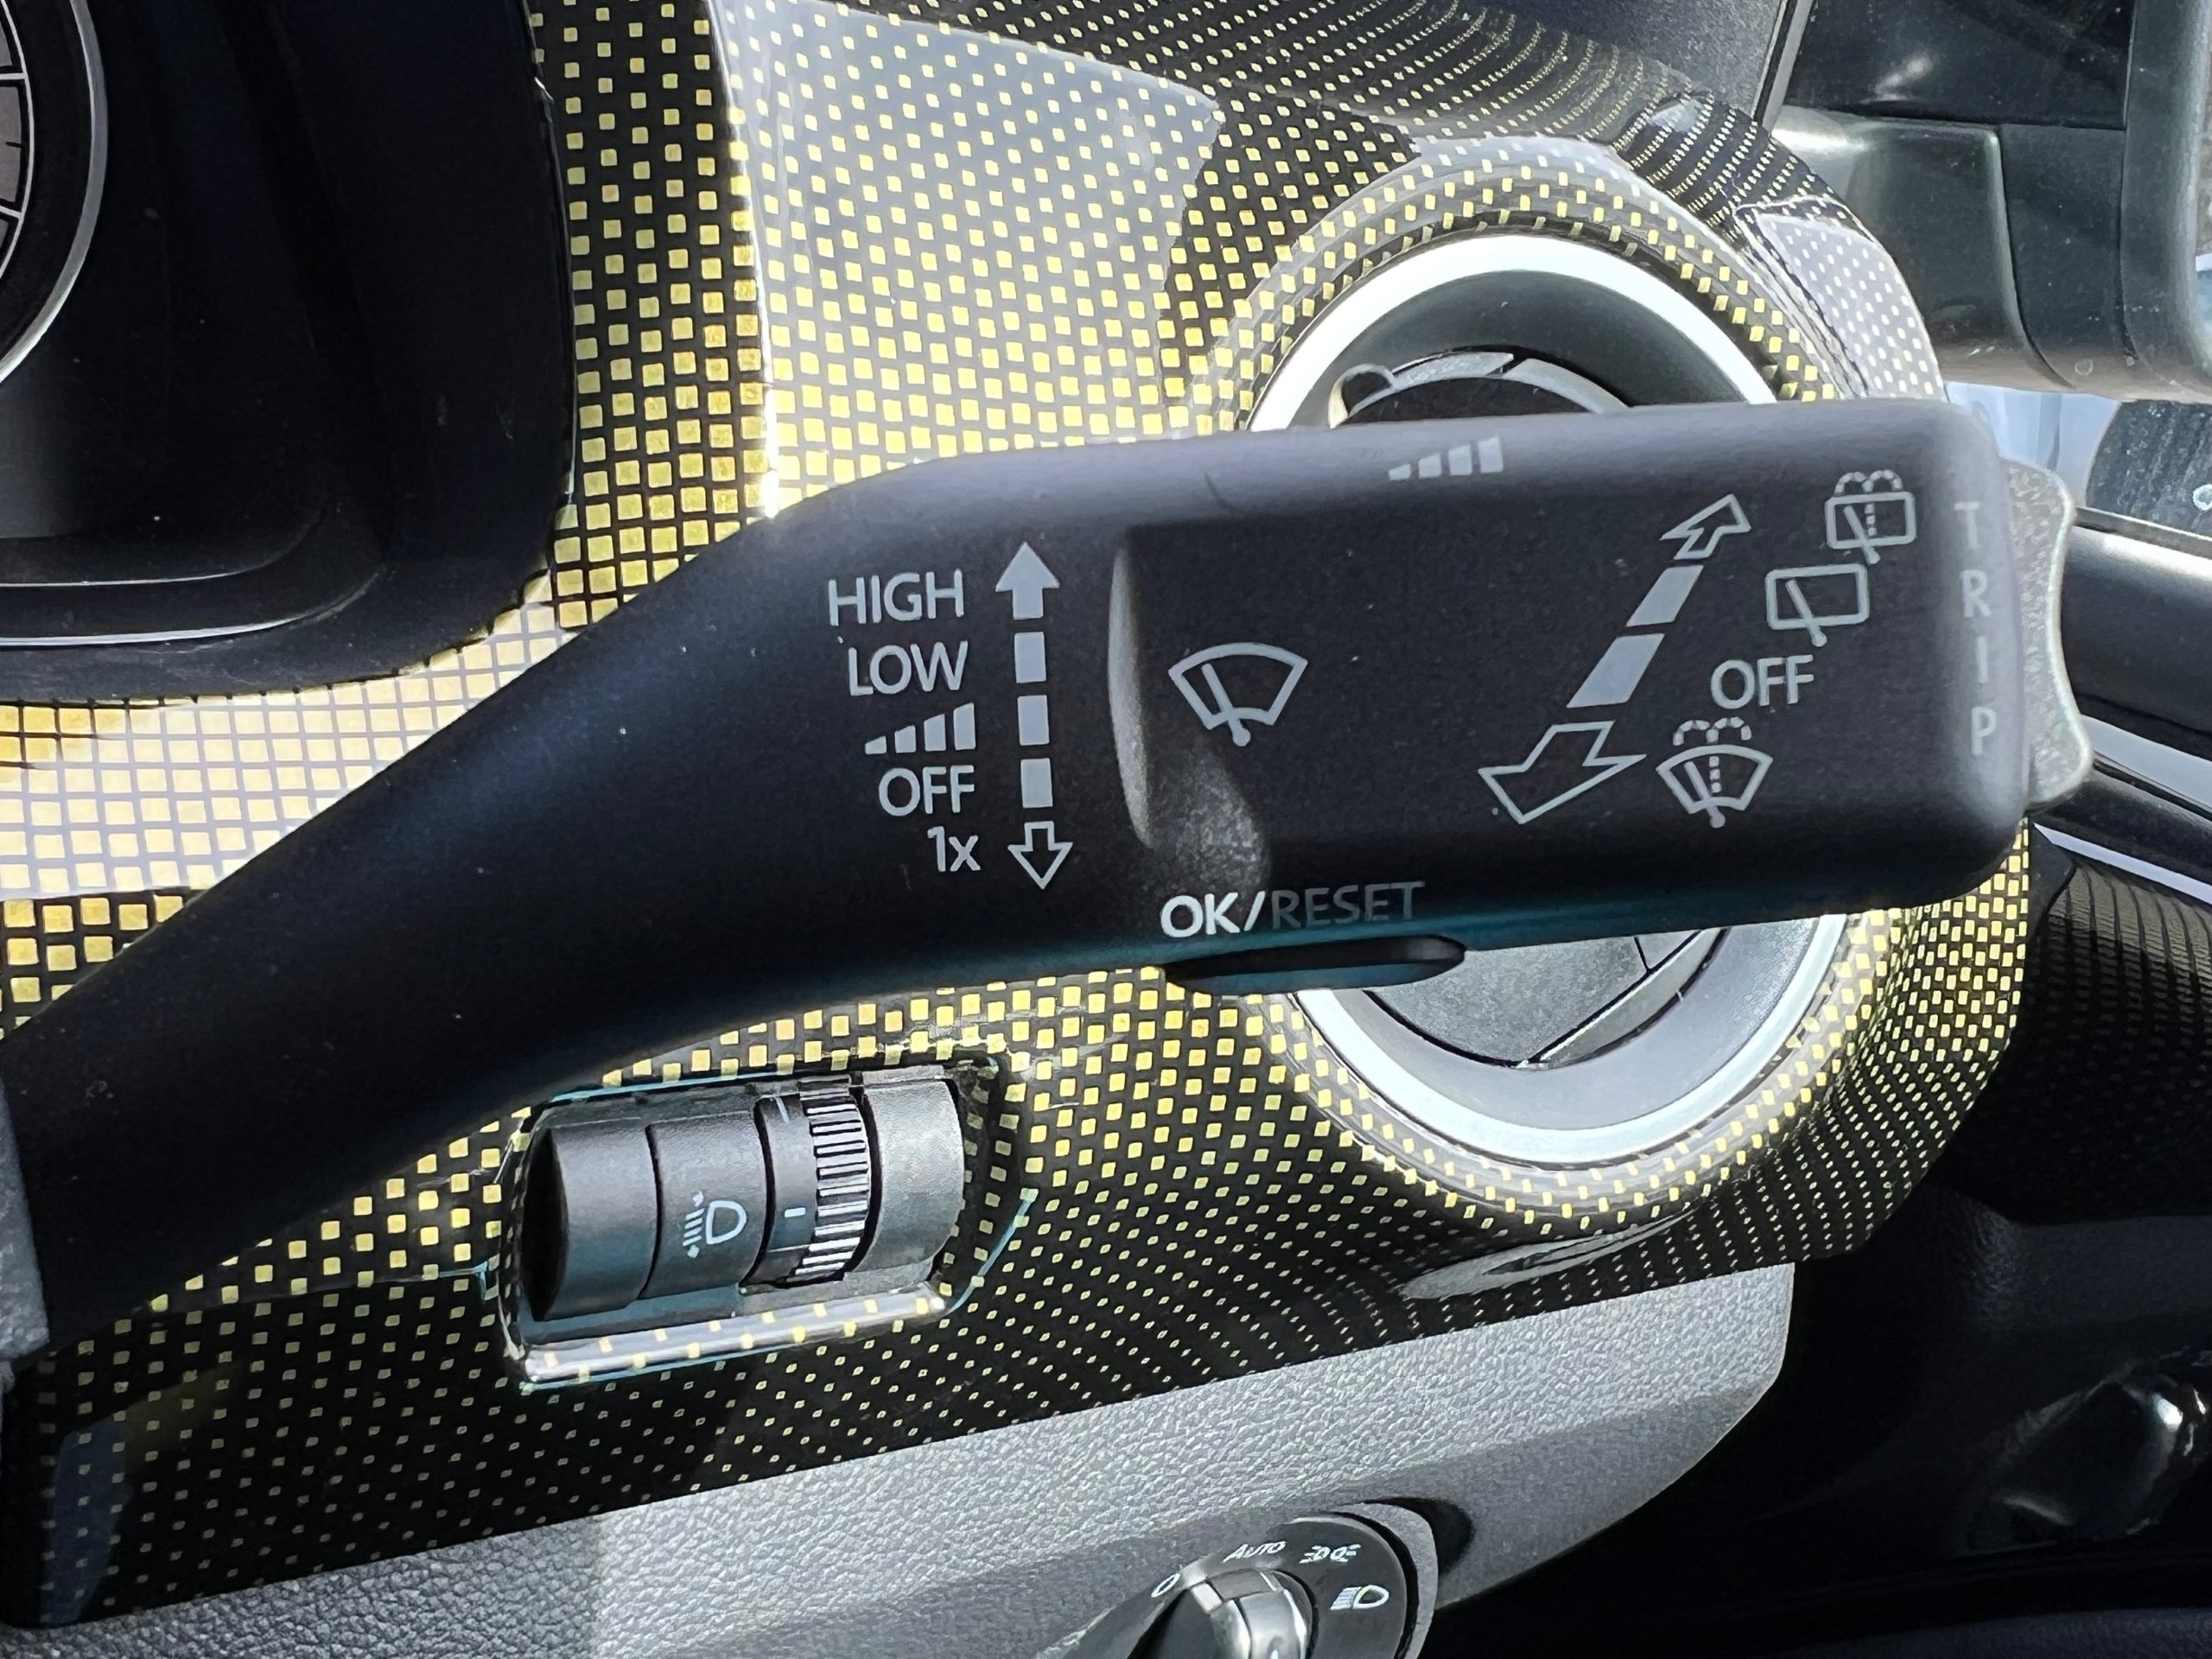 HIGH
LOW
OFF
1x
OK/RESET
OFF
TRIP
AUTO